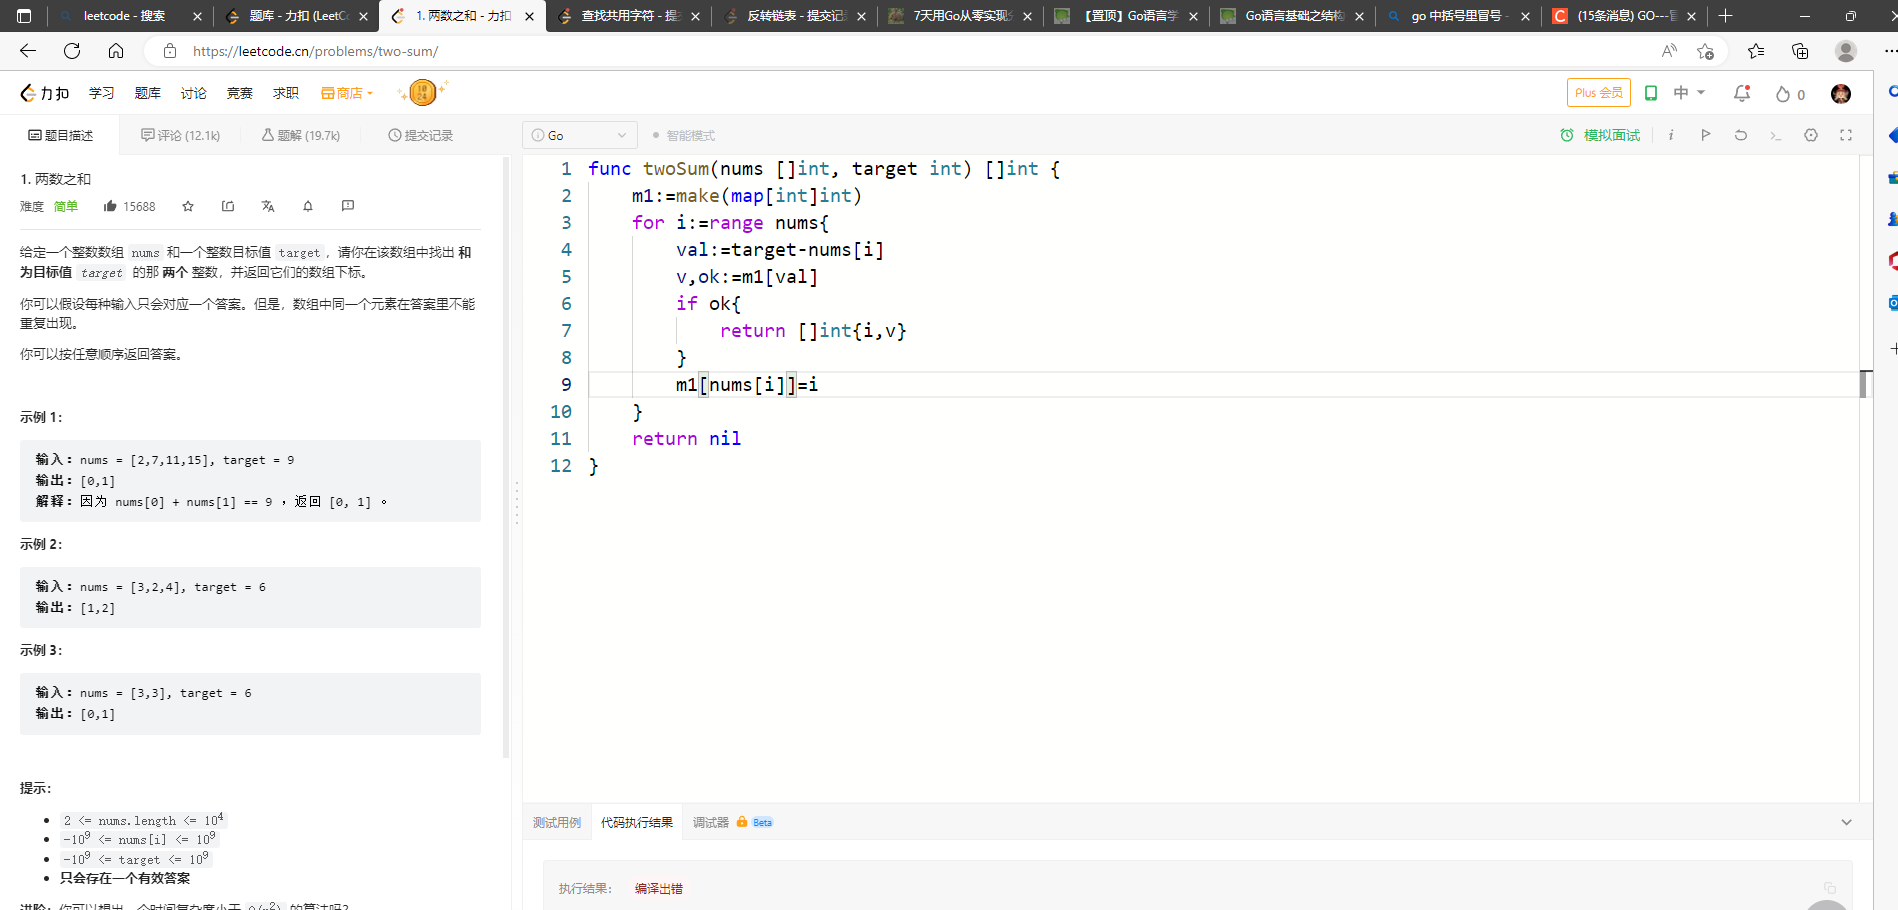 leetcode - 搜索
题库 - 力扣 (LeetC
1. 两数之和 - 力扣
查找共用字符 - 提
反转链表 - 提交记
7天用Go从零实现
【置顶】Go语言学
Go语言基础之结构
go 中括号里冒号 -
(15条消息) GO---冒
https://leetcode.cn/problems/two-sum/
力扣 学习 题库 讨论 竞赛 求职 商店
Plus 会员 中 0
题目描述 评论 (12.1k) 题解 (19.7k) 提交记录
Go 智能模式 模拟面试
1. 两数之和
难度 简单 15688
给定一个整数数组 nums 和一个整数目标值 target，请你在该数组中找出 和
为目标值 target 的那 两个 整数，并返回它们的数组下标。
你可以假设每种输入只会对应一个答案。但是，数组中同一个元素在答案里不能
重复出现。
你可以按任意顺序返回答案。
示例 1：
输入：nums = [2,7,11,15], target = 9
输出：[0,1]
解释：因为 nums[0] + nums[1] == 9 ，返回 [0, 1] 。
示例 2：
输入：nums = [3,2,4], target = 6
输出：[1,2]
示例 3：
输入：nums = [3,3], target = 6
输出：[0,1]
提示：
2 <= nums.length <= 10⁴
-10⁹ <= nums[i] <= 10⁹
-10⁹ <= target <= 10⁹
只会存在一个有效答案
进阶：你可以想出一个时间复杂度小于 O(n²) 的算法吗？
1 func twoSum(nums []int, target int) []int {
2 m1:=make(map[int]int)
3 for i:=range nums{
4 val:=target-nums[i]
5 v,ok:=m1[val]
6 if ok{
7 return []int{i,v}
8 }
9 m1[nums[i]]=i
10 }
11 return nil
12 }
测试用例 代码执行结果 调试器 Beta
执行结果： 编译出错